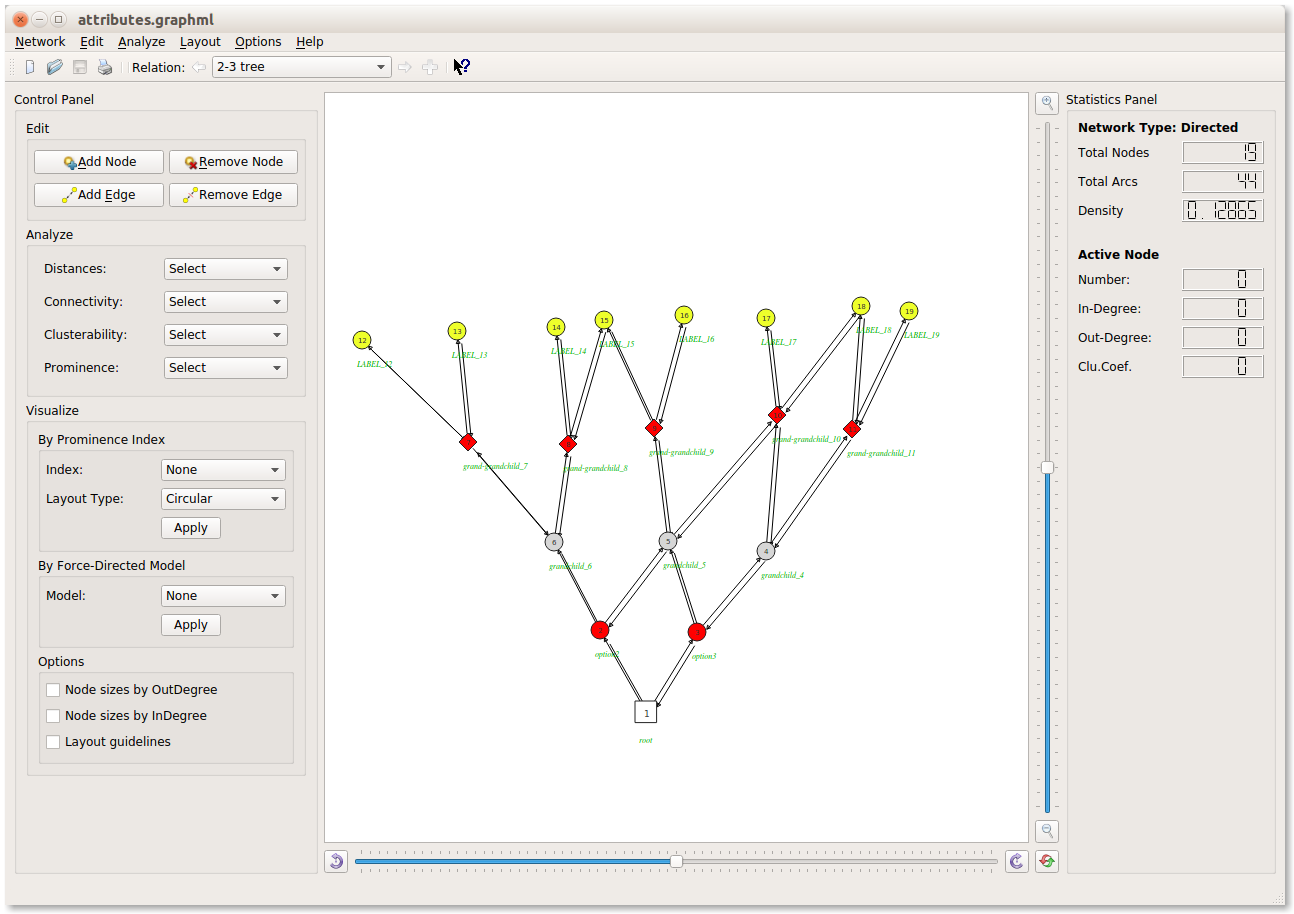 attributes.graphml
Network Edit Analyze Layout Options Help
Relation: 2-3 tree
Control Panel
Edit
Add Node Remove Node
Add Edge Remove Edge
Analyze
Distances: Select
Connectivity: Select
Clusterability: Select
Prominence: Select
Visualize
By Prominence Index
Index: None
Layout Type: Circular
Apply
By Force-Directed Model
Model: None
Apply
Options
Node sizes by OutDegree
Node sizes by InDegree
Layout guidelines
18
19
16
17
15
14
13
12
LABEL_18
LABEL_19
LABEL_16
LABEL_17
LABEL_15
LABEL_14
LABEL_13
LABEL_12
grand-grandchild_10
grand-grandchild_9
grand-grandchild_11
grand-grandchild_7
grand-grandchild_8
6
5
4
grandchild_6
grandchild_5
grandchild_4
option2
option3
1
root
Statistics Panel
Network Type: Directed
Total Nodes 19
Total Arcs 44
Density 0.12865
Active Node
Number: 0
In-Degree: 0
Out-Degree: 0
Clu.Coef. 0